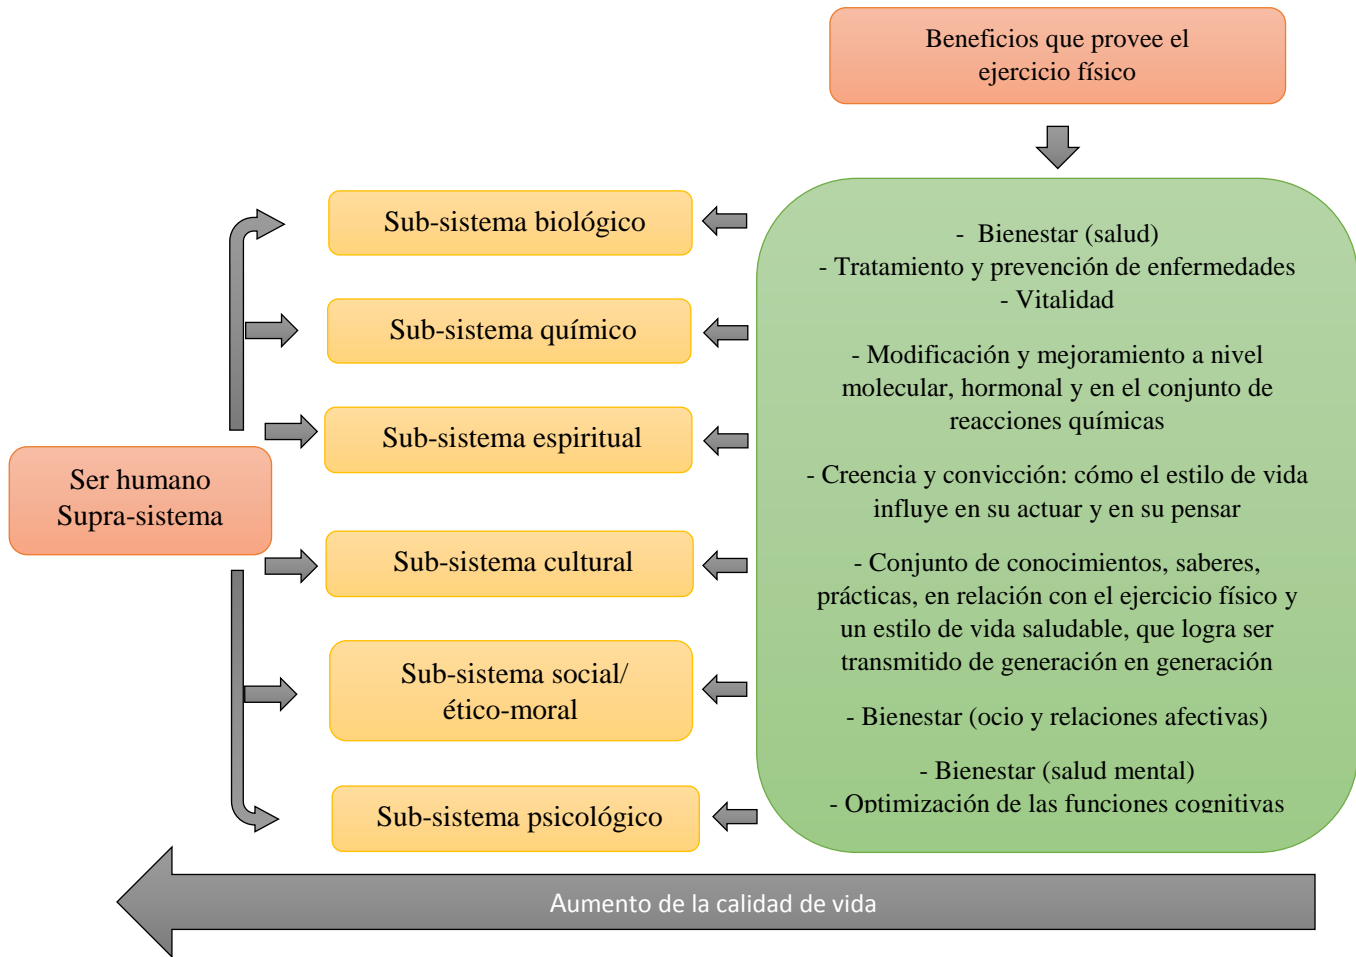 Beneficios que provee el
ejercicio físico
Sub-sistema biológico
Sub-sistema químico
Sub-sistema espiritual
Ser humano
Supra-sistema
Sub-sistema cultural
Sub-sistema social/
ético-moral
Sub-sistema psicológico
- Bienestar (salud)
- Tratamiento y prevención de enfermedades
- Vitalidad
- Modificación y mejoramiento a nivel
molecular, hormonal y en el conjunto de
reacciones químicas
- Creencia y convicción: cómo el estilo de vida
influye en su actuar y en su pensar
- Conjunto de conocimientos, saberes,
prácticas, en relación con el ejercicio físico y
un estilo de vida saludable, que logra ser
transmitido de generación en generación
- Bienestar (ocio y relaciones afectivas)
- Bienestar (salud mental)
- Optimización de las funciones cognitivas
Aumento de la calidad de vida